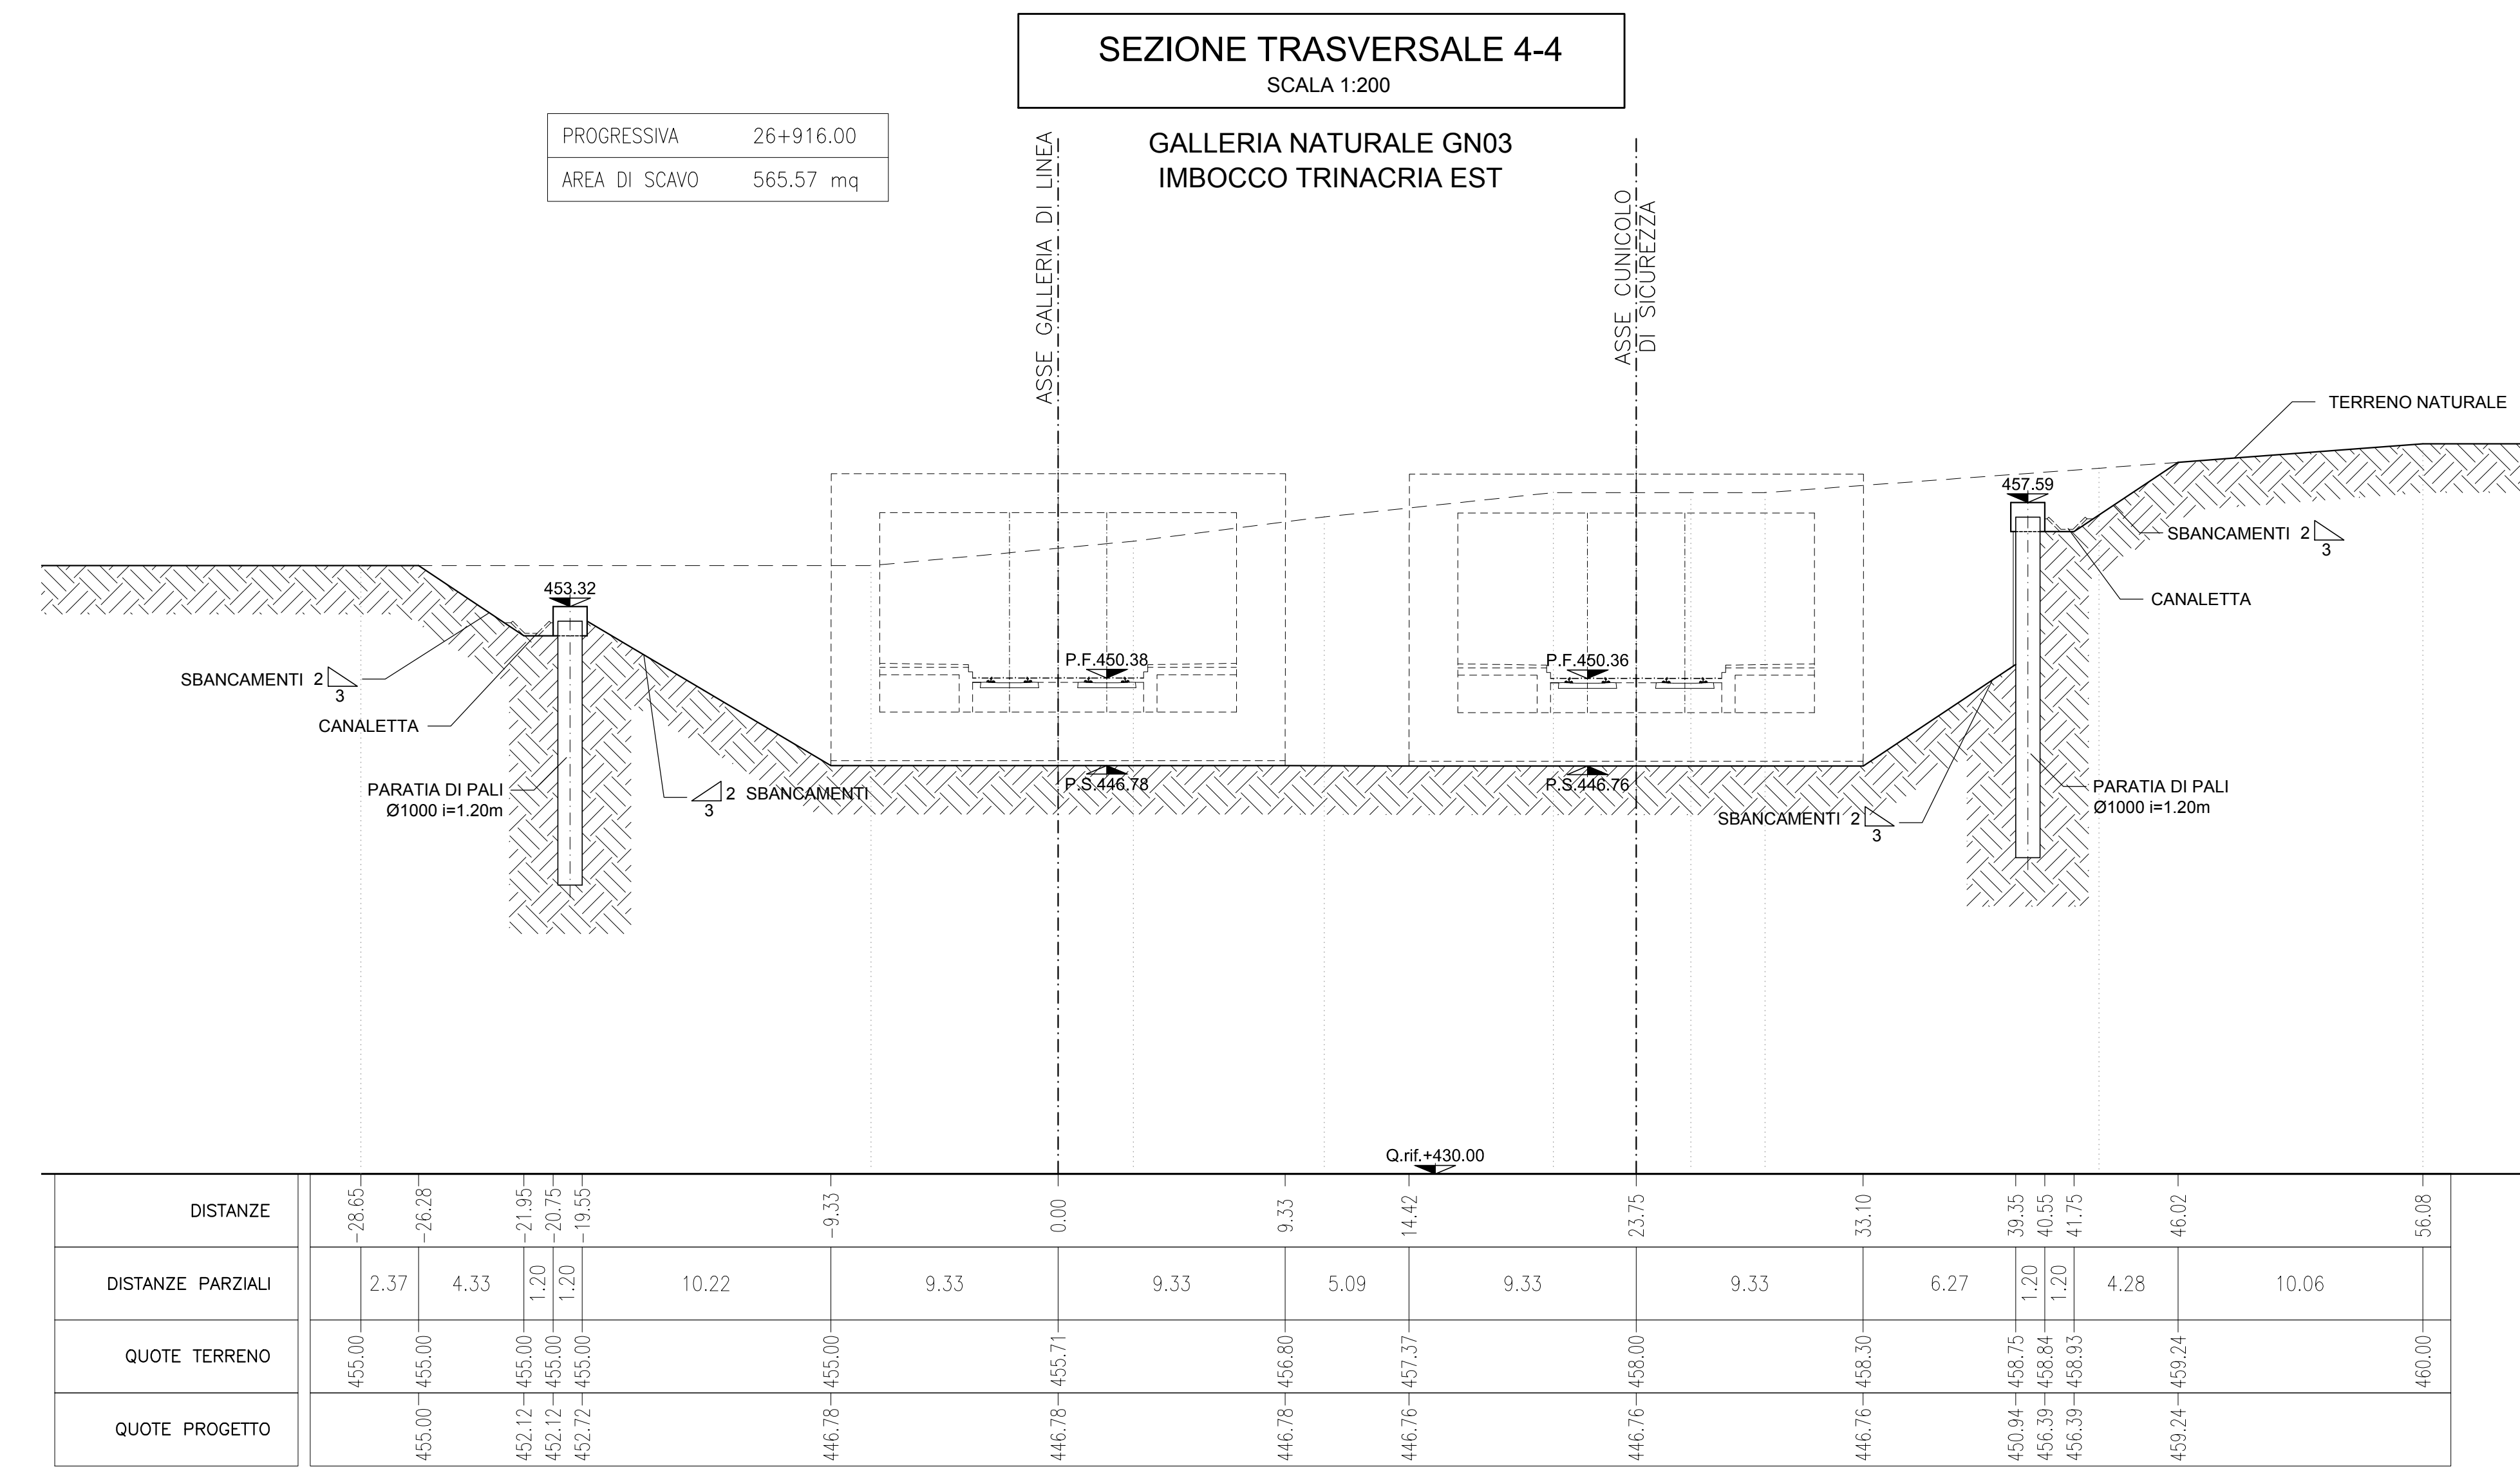 SEZIONE TRASVERSALE 4-4
SCALA 1:200
PROGRESSIVA 26+916.00
AREA DI SCAVO 565.57 mq
GALLERIA NATURALE GN03
IMBOCCO TRINACRIA EST
ASSE GALLERIA DI LINEA
ASSE CUNICOLO
DI SICUREZZA
TERRENO NATURALE
457.59
SBANCAMENTI 2
3
CANALETTA
453.32
P.F.450.38
P.F.450.36
SBANCAMENTI 2
3
CANALETTA
PARATIA DI PALI
Ø1000 i=1.20m
2 SBANCAMENTI
3
P.S.446.78
P.S.446.76
SBANCAMENTI 2
3
PARATIA DI PALI
Ø1000 i=1.20m
Q.rif.+430.00
DISTANZE -28.65 -26.28 -21.95 -20.75 -19.55 -9.33 0.00 9.33 14.42 23.75 33.10 39.35 40.55 41.75 46.02 56.08
DISTANZE PARZIALI 2.37 4.33 1.20 1.20 10.22 9.33 9.33 5.09 9.33 9.33 6.27 1.20 1.20 4.28 10.06
QUOTE TERRENO 455.00 455.00 455.00 455.00 455.00 455.00 455.71 456.80 457.37 458.00 458.30 458.75 458.84 458.93 459.24 460.00
QUOTE PROGETTO 455.00 452.12 452.12 452.72 446.78 446.78 446.78 446.76 446.76 446.76 450.94 456.39 456.39 459.24